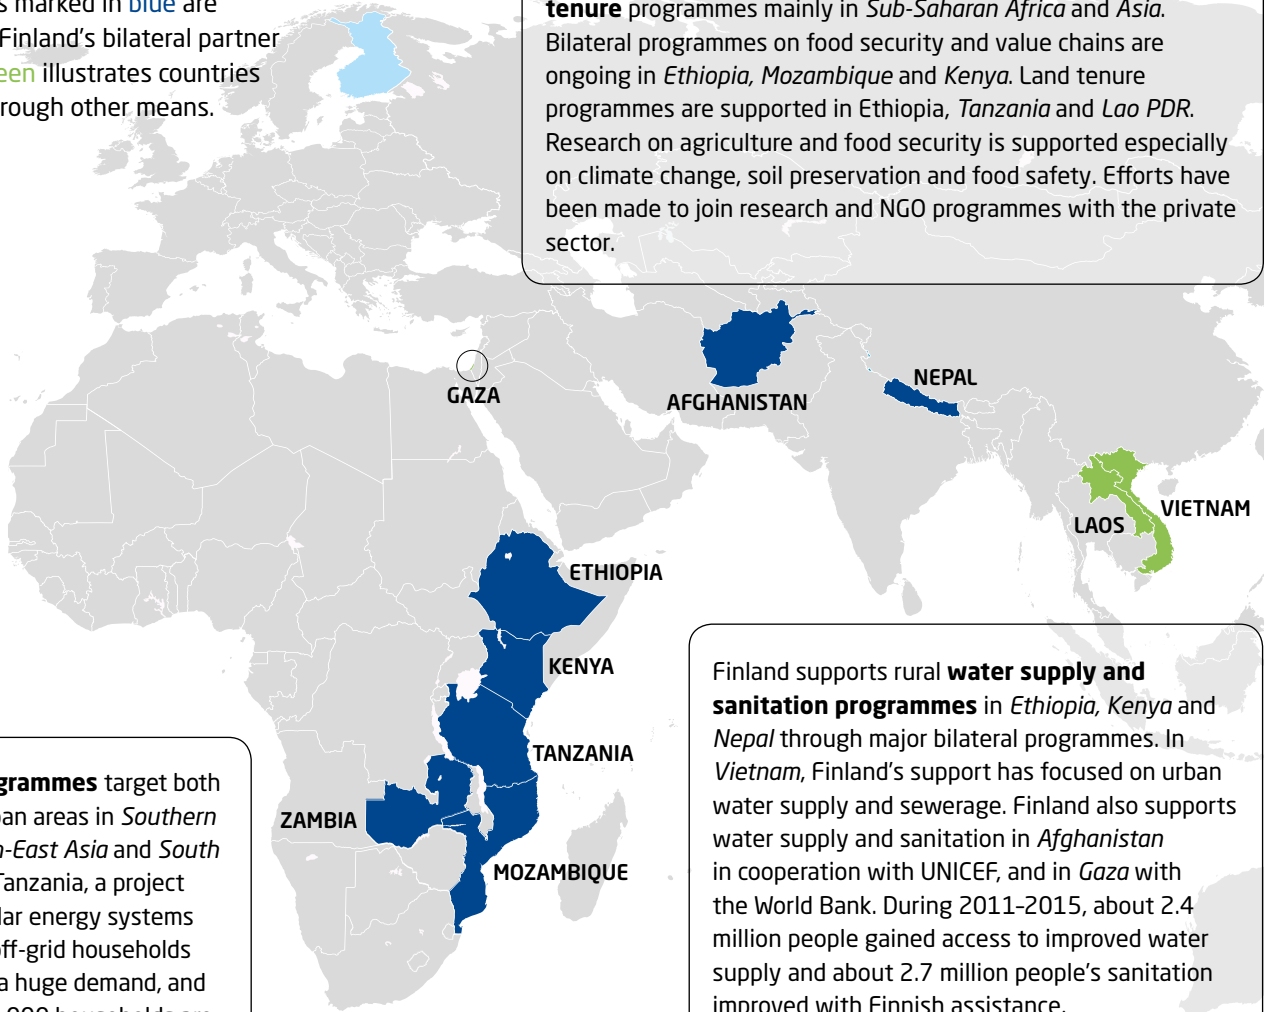 s marked in blue are
Finland's bilateral partner
een illustrates countries
rough other means.
tenure programmes mainly in Sub-Saharan Africa and Asia.
Bilateral programmes on food security and value chains are
ongoing in Ethiopia, Mozambique and Kenya. Land tenure
programmes are supported in Ethiopia, Tanzania and Lao PDR.
Research on agriculture and food security is supported especially
on climate change, soil preservation and food safety. Efforts have
been made to join research and NGO programmes with the private
sector.
GAZA
AFGHANISTAN
NEPAL
LAOS
VIETNAM
ETHIOPIA
KENYA
TANZANIA
ZAMBIA
MOZAMBIQUE
grammes target both
ban areas in Southern
n-East Asia and South
Tanzania, a project
lar energy systems
off-grid households
a huge demand, and
000 households are
Finland supports rural water supply and
sanitation programmes in Ethiopia, Kenya and
Nepal through major bilateral programmes. In
Vietnam, Finland's support has focused on urban
water supply and sewerage. Finland also supports
water supply and sanitation in Afghanistan
in cooperation with UNICEF, and in Gaza with
the World Bank. During 2011–2015, about 2.4
million people gained access to improved water
supply and about 2.7 million people's sanitation
improved with Finnish assistance.